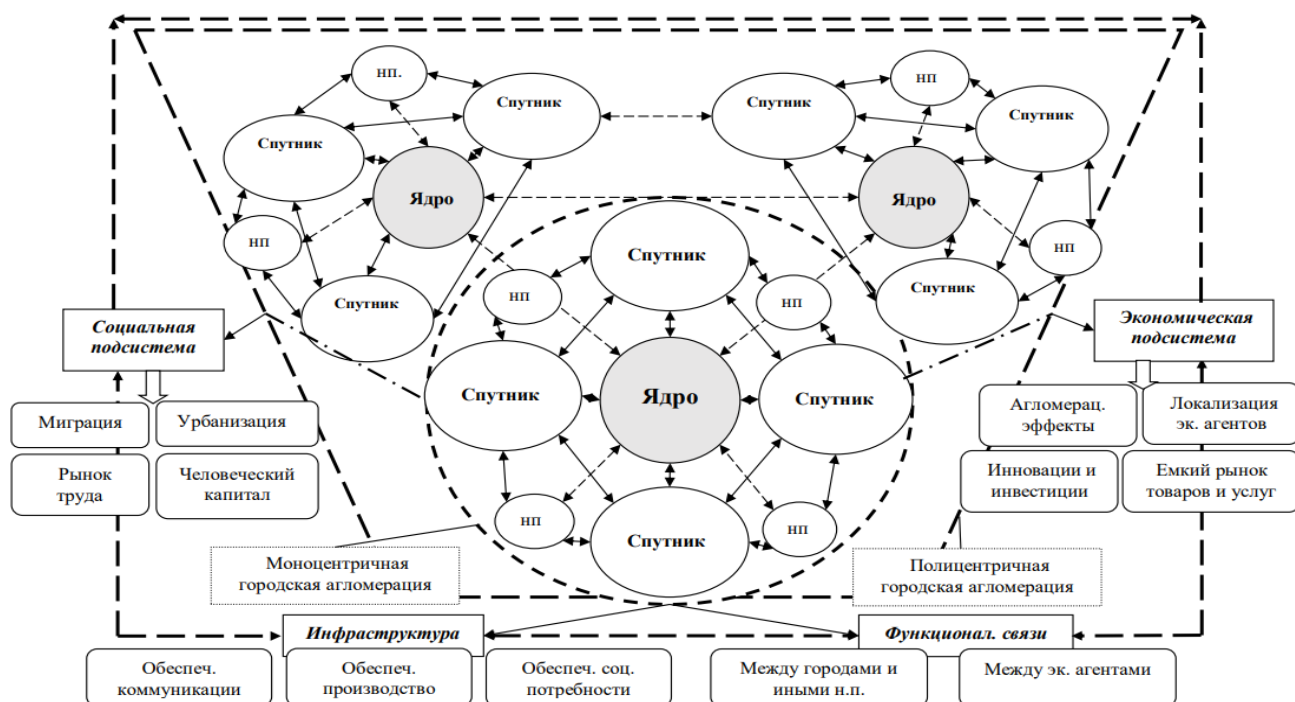 нп.
нп
Спутник
Спутник
Спутник
Спутник
Ядро
Ядро
нп
нп
Спутник
Спутник
Спутник
нп
нп
Социальная
подсистема
Экономическая
подсистема
Спутник
Ядро
Спутник
Миграция
Урбанизация
Агломерац.
эффекты
Локализация
эк. агентов
Рынок
труда
Человеческий
капитал
Инновации и
инвестиции
Емкий рынок
товаров и услуг
нп
нп
Спутник
Моноцентричная
городская агломерация
Полицентричная
городская агломерация
Инфраструктура
Функционал. связи
Обеспеч.
коммуникации
Обеспеч.
производство
Обеспеч. соц.
потребности
Между городами и
иными н.п.
Между эк. агентами